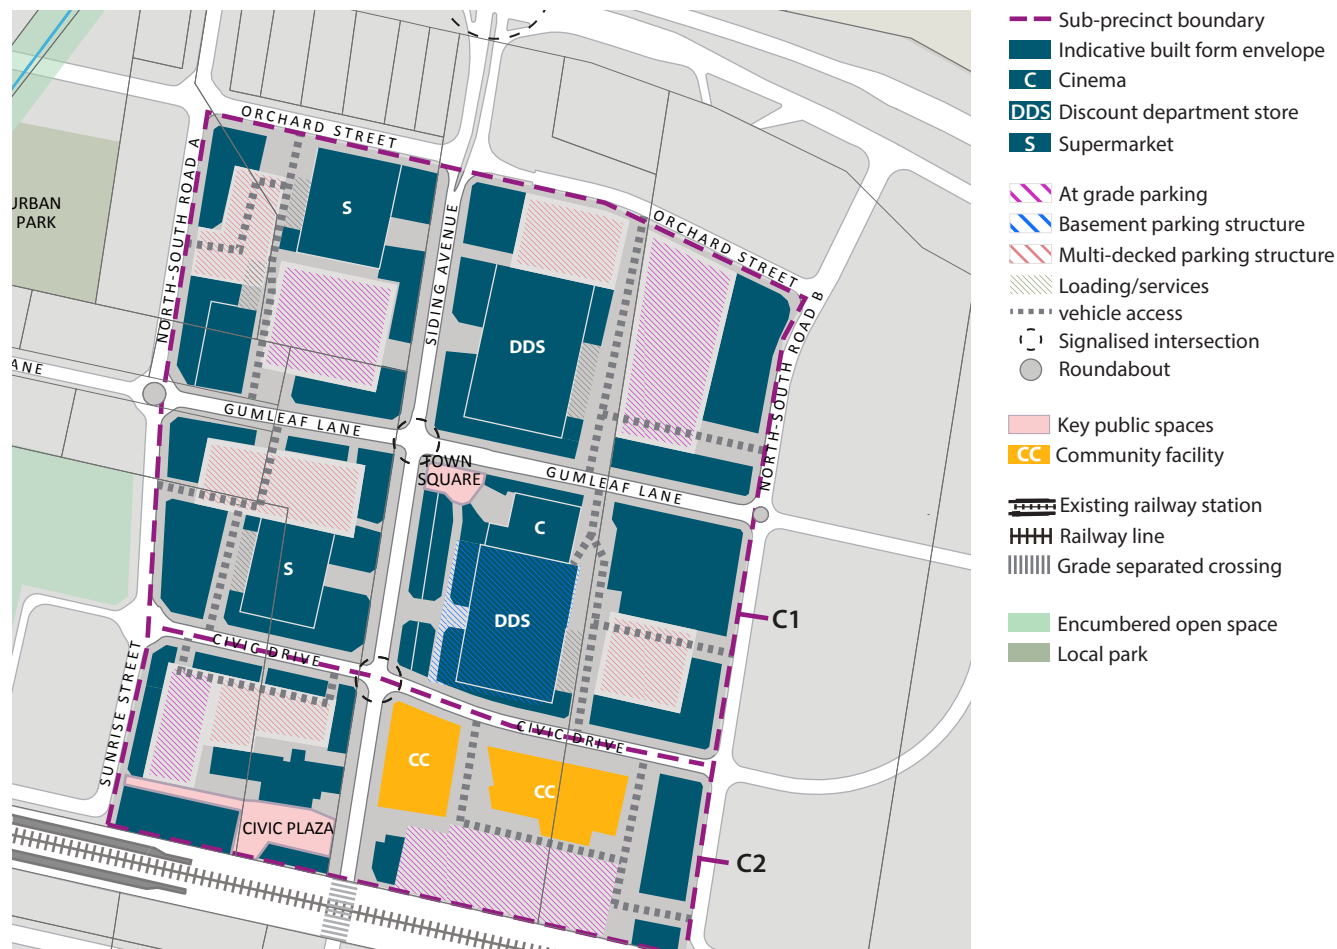 ORCHARD STREET
NORTH-SOUTH ROAD A
URBAN
PARK
S
SIDING AVENUE
ORCHARD STREET
NORTH-SOUTH ROAD B
DDS
ANE
GUMLEAF LANE
TOWN
SQUARE
GUMLEAF LANE
C
S
DDS
C1
CIVIC DRIVE
SUNRISE STREET
CIVIC DRIVE
CC
CC
CIVIC PLAZA
C2
Sub-precinct boundary
Indicative built form envelope
C Cinema
DDS Discount department store
S Supermarket
At grade parking
Basement parking structure
Multi-decked parking structure
Loading/services
vehicle access
Signalised intersection
Roundabout
Key public spaces
CC Community facility
Existing railway station
Railway line
Grade separated crossing
Encumbered open space
Local park